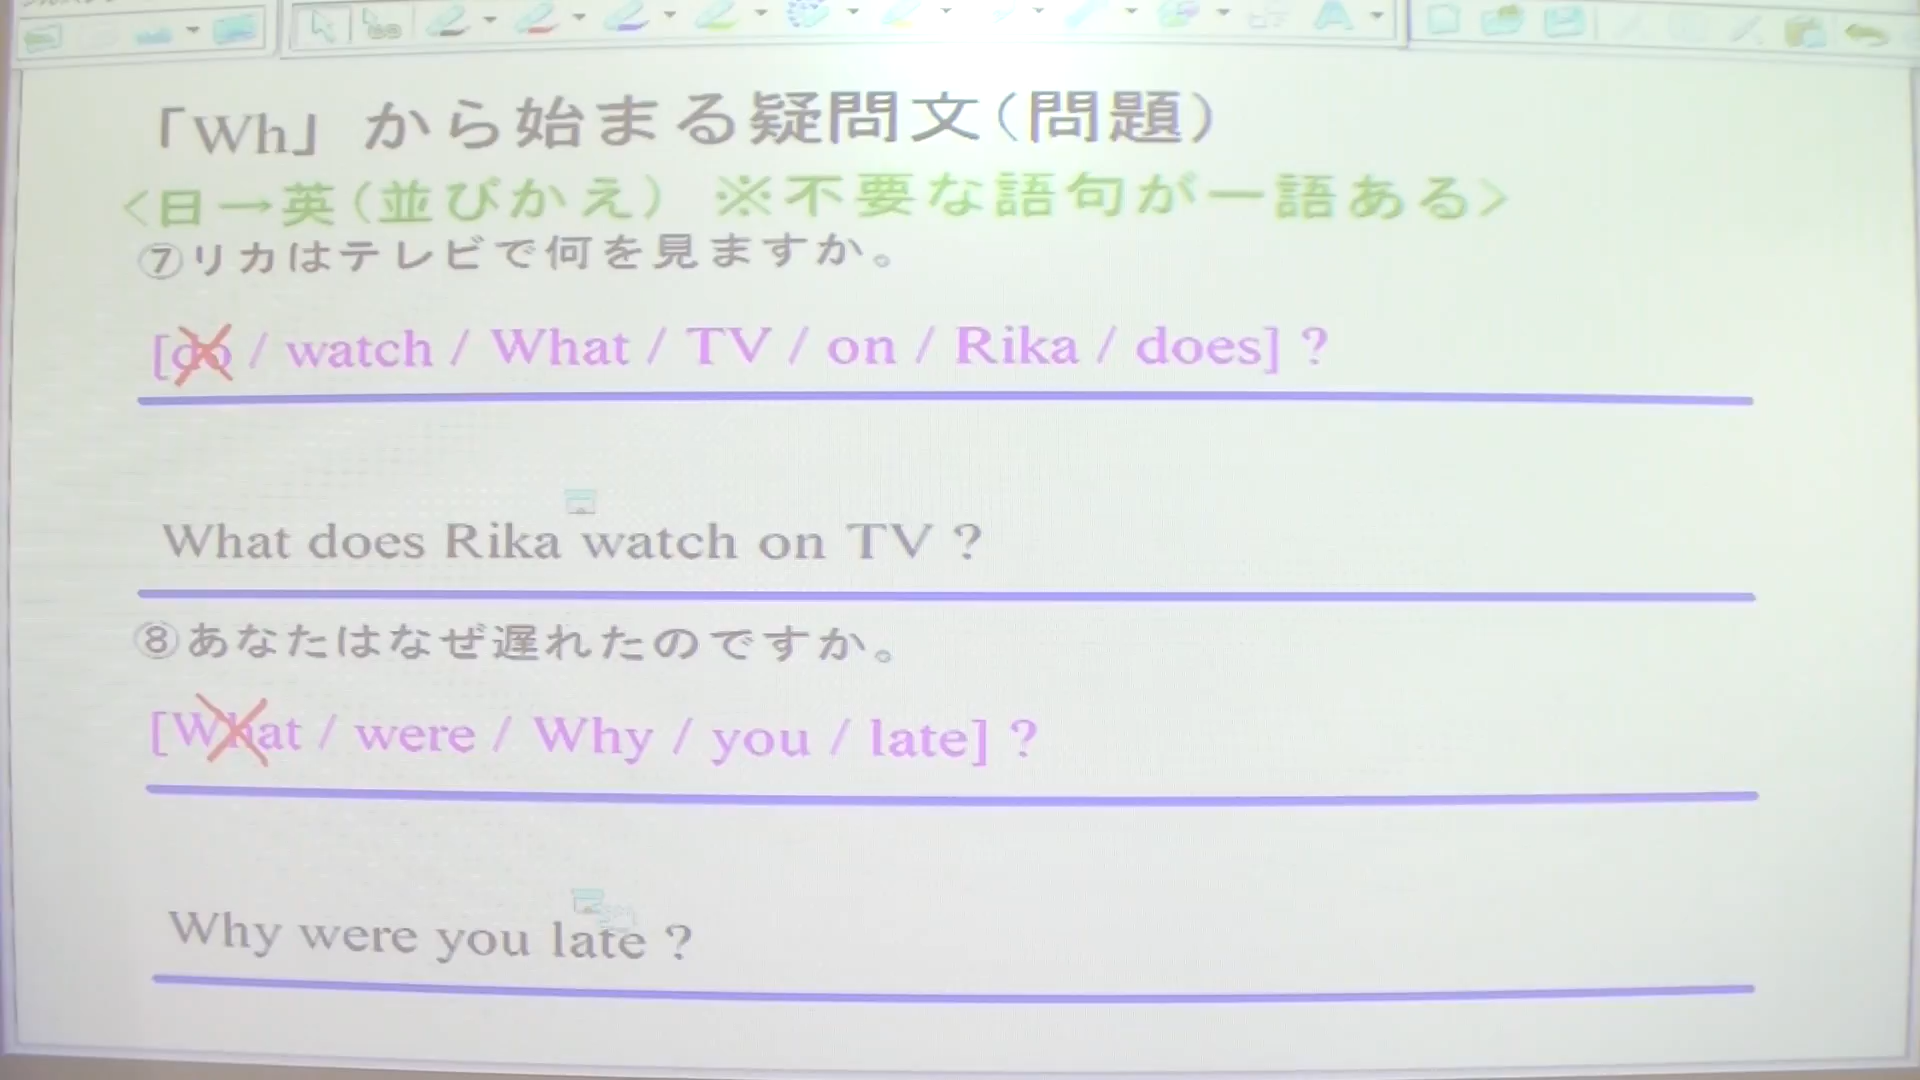 「Wh」から始まる疑問文(問題)
<日→英(並びかえ) ※不要な語句が一語ある>
⑦リカはテレビで何を見ますか。
[do / watch / What / TV / on / Rika / does] ?
What does Rika watch on TV ?
⑧あなたはなぜ遅れたのですか。
[What / were / Why / you / late] ?
Why were you late ?